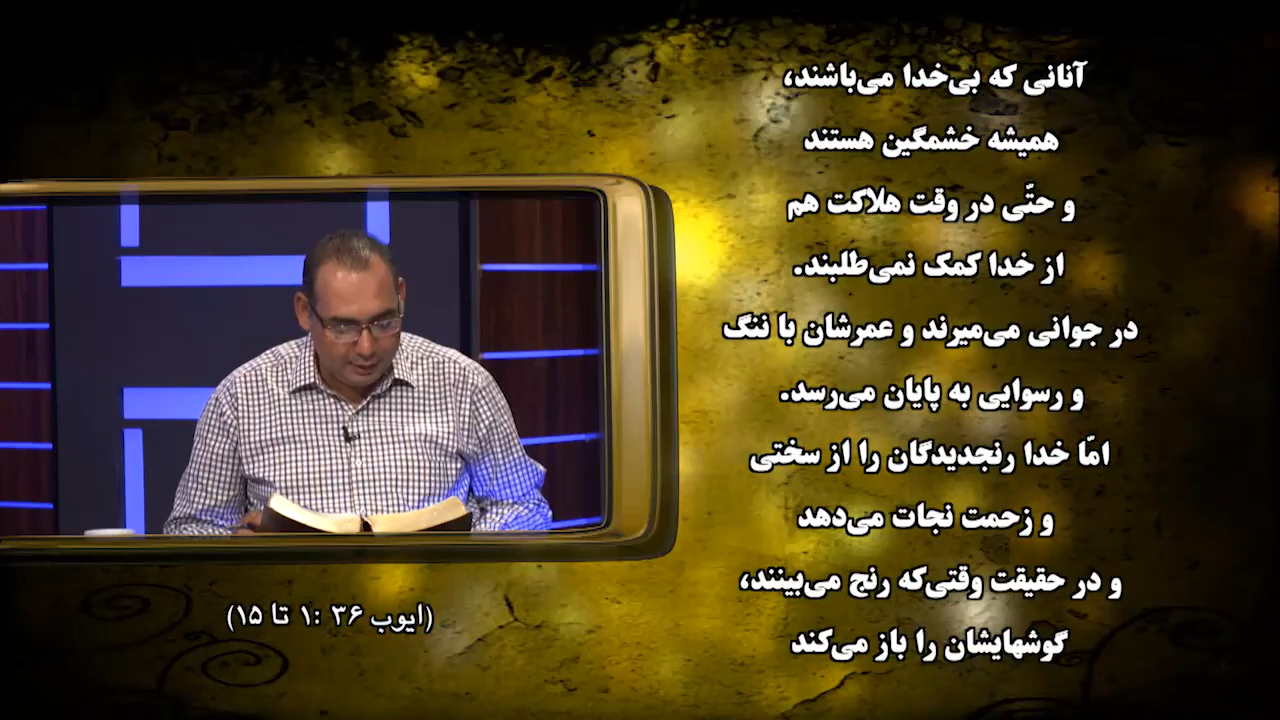 آنانی که بی‌خدا می‌باشند،
همیشه خشمگین هستند
و حتّی در وقت هلاکت هم
از خدا کمک نمی‌طلبند.
در جوانی می‌میرند و عمرشان با ننگ
و رسوایی به پایان می‌رسد.
امّا خدا رنجدیدگان را از سختی
و زحمت نجات می‌دهد
و در حقیقت وقتی‌که رنج می‌بینند،
گوشهایشان را باز می‌کند
(ایوب ۳۶ :۱ تا ۱۵)